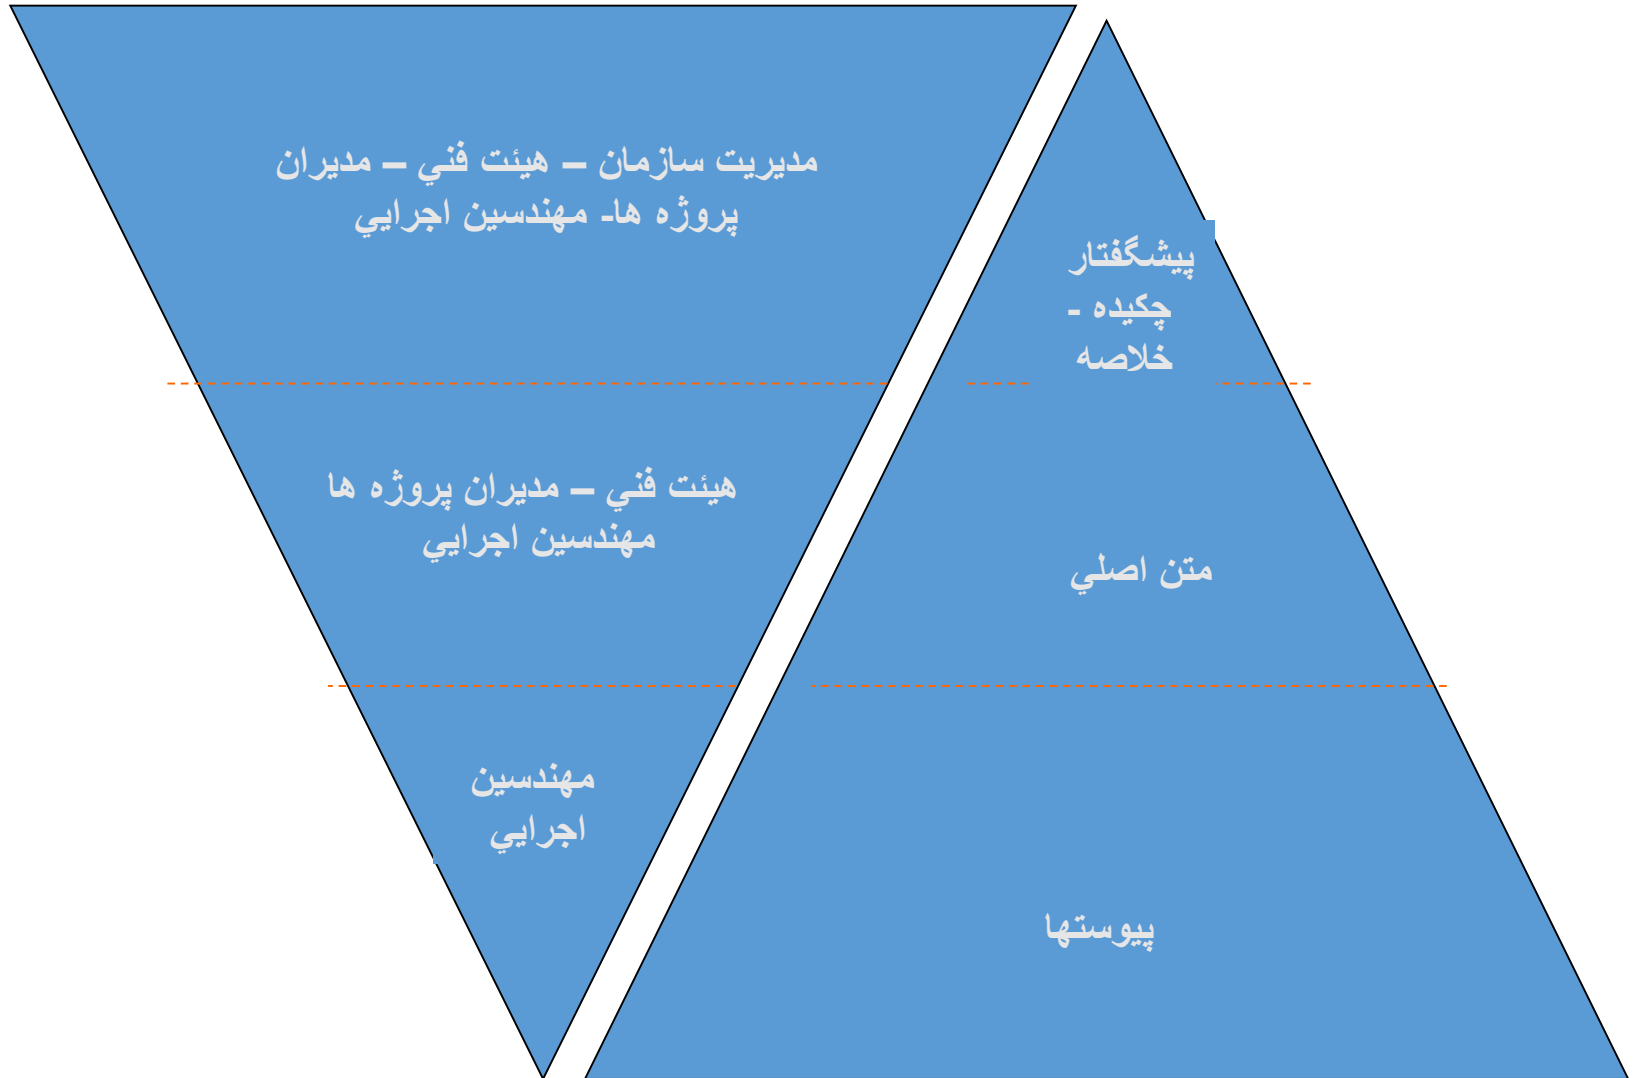 مديريت سازمان – هيئت فني – مديران
پروژه ها- مهندسين اجرايي
پيشگفتار
چكيده -
خلاصه
هيئت فني – مديران پروژه ها
مهندسين اجرايي
متن اصلي
مهندسين
اجرايي
پيوستها